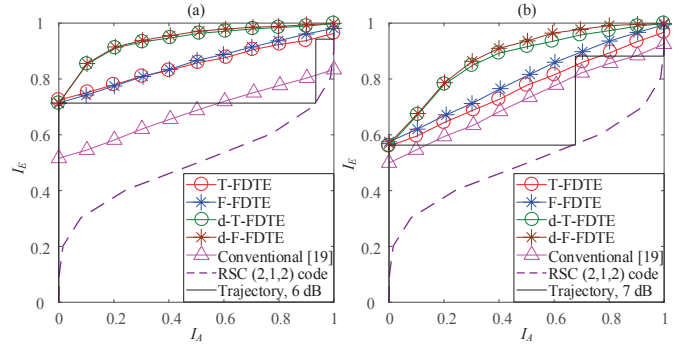 (a)
(b)
1
0.8
0.6
0.4
0.2
0
I_E
0
0.2
0.4
0.6
0.8
1
I_A
T-FDTE
F-FDTE
d-T-FDTE
d-F-FDTE
Conventional [19]
RSC (2,1,2) code
Trajectory, 6 dB
1
0.8
0.6
0.4
0.2
0
I_E
0
0.2
0.4
0.6
0.8
1
I_A
T-FDTE
F-FDTE
d-T-FDTE
d-F-FDTE
Conventional [19]
RSC (2,1,2) code
Trajectory, 7 dB